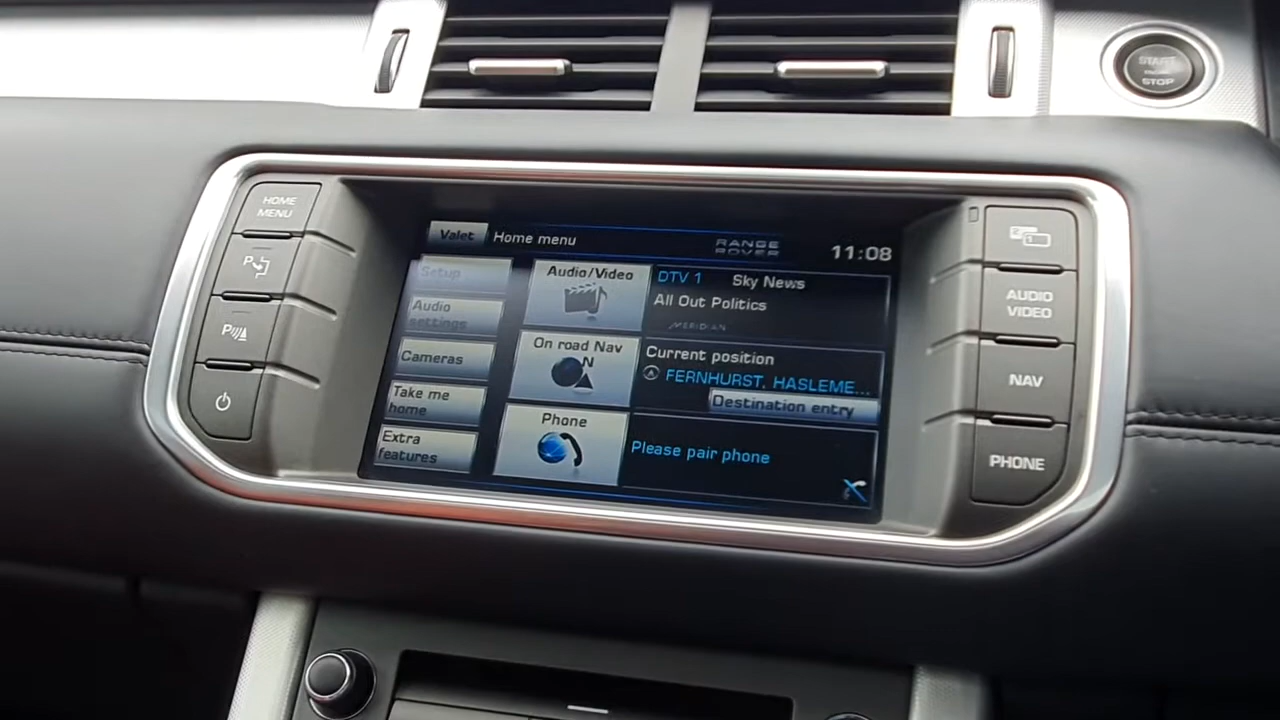 START
ENGINE
STOP
HOME
MENU
P
P
AUDIO
VIDEO
NAV
PHONE
Valet
Home menu
RANGE
ROVER
11:08
Setup
Audio
settings
Cameras
Take me
home
Extra
features
Audio/Video
DTV 1 Sky News
All Out Politics
MERIDIAN
On road Nav
N
Current position
FERNHURST, HASLEME...
Destination entry
Phone
Please pair phone